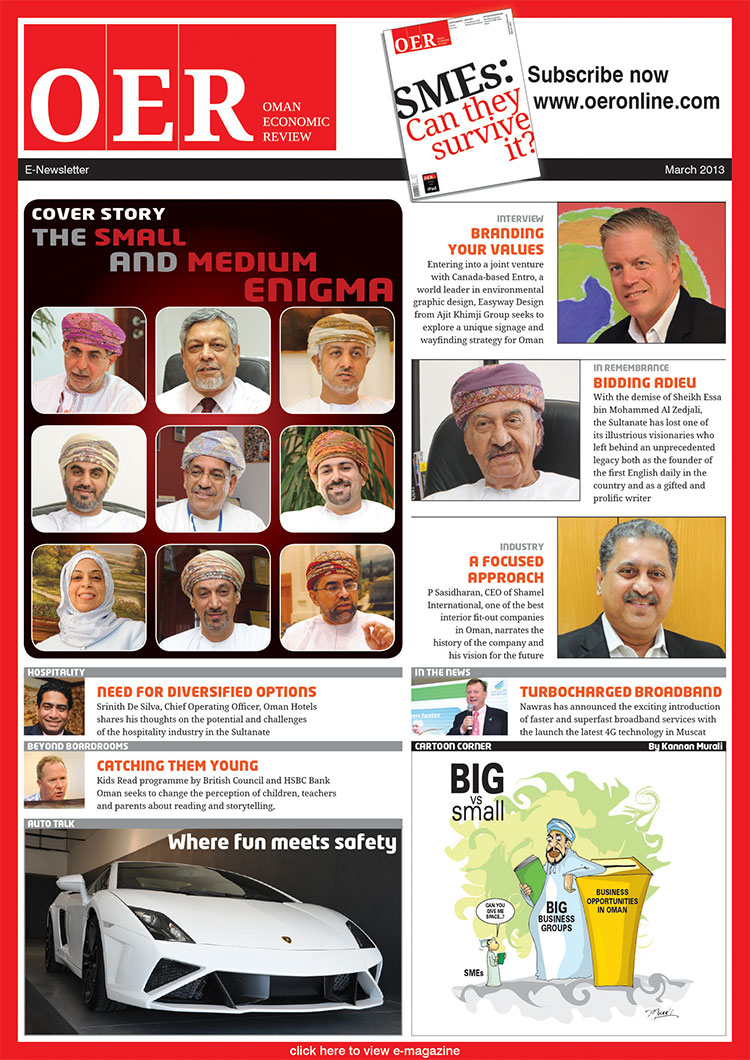 OER
OMAN
ECONOMIC
REVIEW
OER
SMEs:
Can they
survive
it?
OER
iPad
Subscribe now
www.oeronline.com
E-Newsletter
March 2013
COVER STORY
THE SMALL
AND MEDIUM
ENIGMA
INTERVIEW
BRANDING
YOUR VALUES
Entering into a joint venture
with Canada-based Entro, a
world leader in environmental
graphic design, Easyway Design
from Ajit Khimji Group seeks to
explore a unique signage and
wayfinding strategy for Oman
IN REMEMBRANCE
BIDDING ADIEU
With the demise of Sheikh Essa
bin Mohammed Al Zedjali,
the Sultanate has lost one of
its illustrious visionaries who
left behind an unprecedented
legacy both as the founder of
the first English daily in the
country and as a gifted and
prolific writer
INDUSTRY
A FOCUSED
APPROACH
P Sasidharan, CEO of Shamel
International, one of the best
interior fit-out companies
in Oman, narrates the
history of the company and
his vision for the future
HOSPITALITY
NEED FOR DIVERSIFIED OPTIONS
Srinith De Silva, Chief Operating Officer, Oman Hotels
shares his thoughts on the potential and challenges
of the hospitality industry in the Sultanate
IN THE NEWS
TURBOCHARGED BROADBAND
Nawras has announced the exciting introduction
of faster and superfast broadband services with
the launch the latest 4G technology in Muscat
BEYOND BOARDROOMS
CATCHING THEM YOUNG
Kids Read programme by British Council and HSBC Bank
Oman seeks to change the perception of children, teachers
and parents about reading and storytelling,
AUTO TALK
Where fun meets safety
CARTOON CORNER
By Kannan Murali
BIG
vs
small
CAN YOU
GIVE ME
SPACE..?
SMEs
BIG
BUSINESS
GROUPS
BUSINESS
OPPORTUNITIES
IN OMAN
click here to view e-magazine